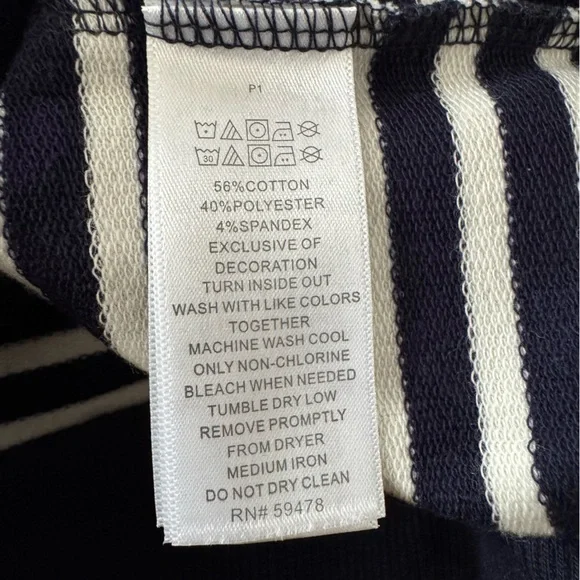 P1
30
56%COTTON
40%POLYESTER
4%SPANDEX
EXCLUSIVE OF
DECORATION
TURN INSIDE OUT
WASH WITH LIKE COLORS
TOGETHER
MACHINE WASH COOL
ONLY NON-CHLORINE
BLEACH WHEN NEEDED
TUMBLE DRY LOW
REMOVE PROMPTLY
FROM DRYER
MEDIUM IRON
DO NOT DRY CLEAN
RN# 59478